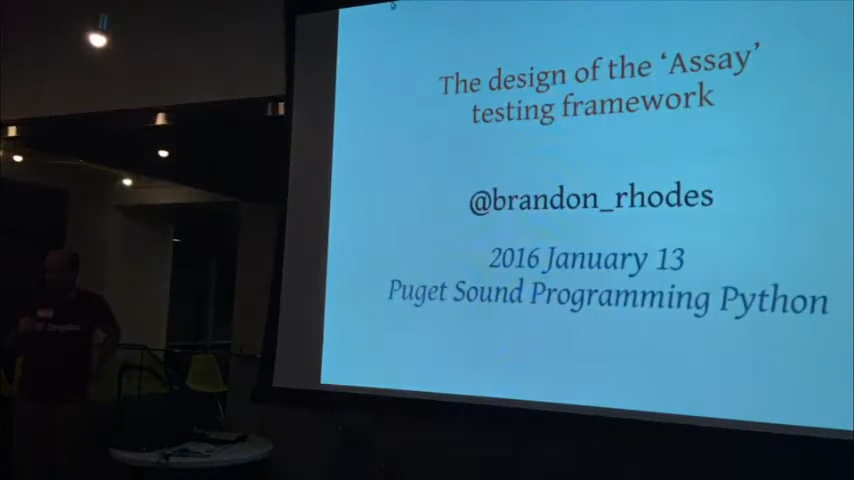 The design of the ‘Assay’
testing framework
@brandon_rhodes
2016 January 13
Puget Sound Programming Python